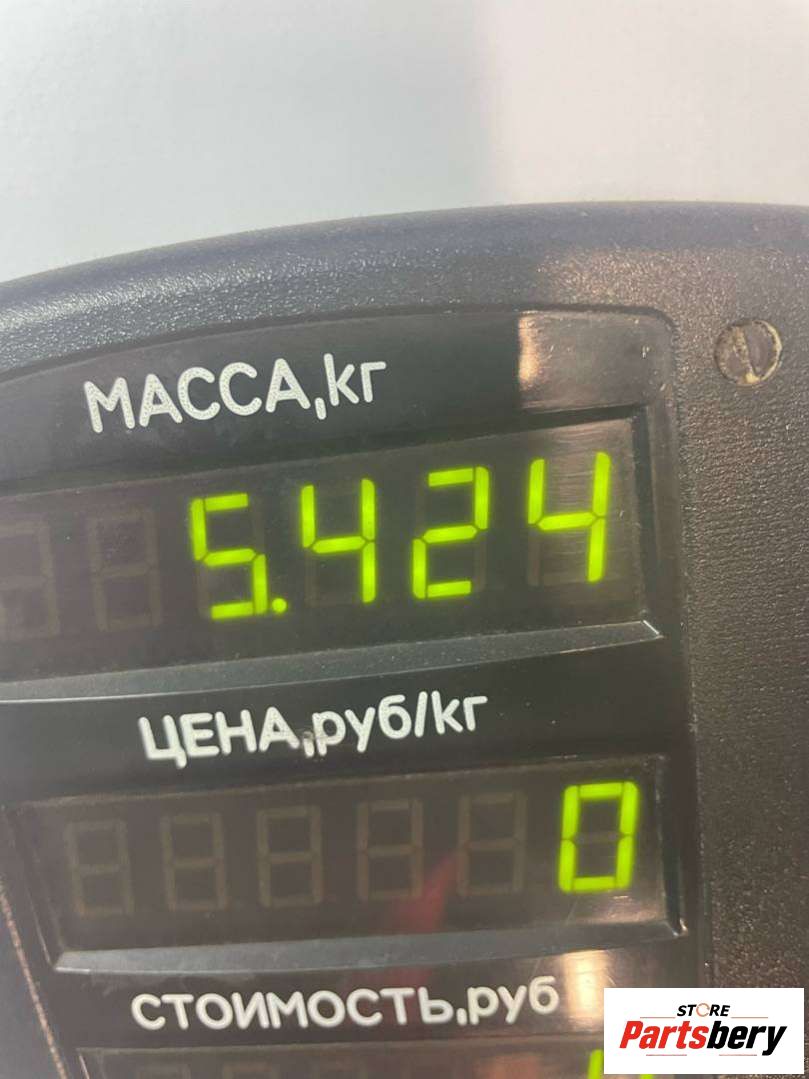 МАССА,кг
5.424
ЦЕНА,руб/кг
0
СТОИМОСТЬ,руб
STORE
Partsbery